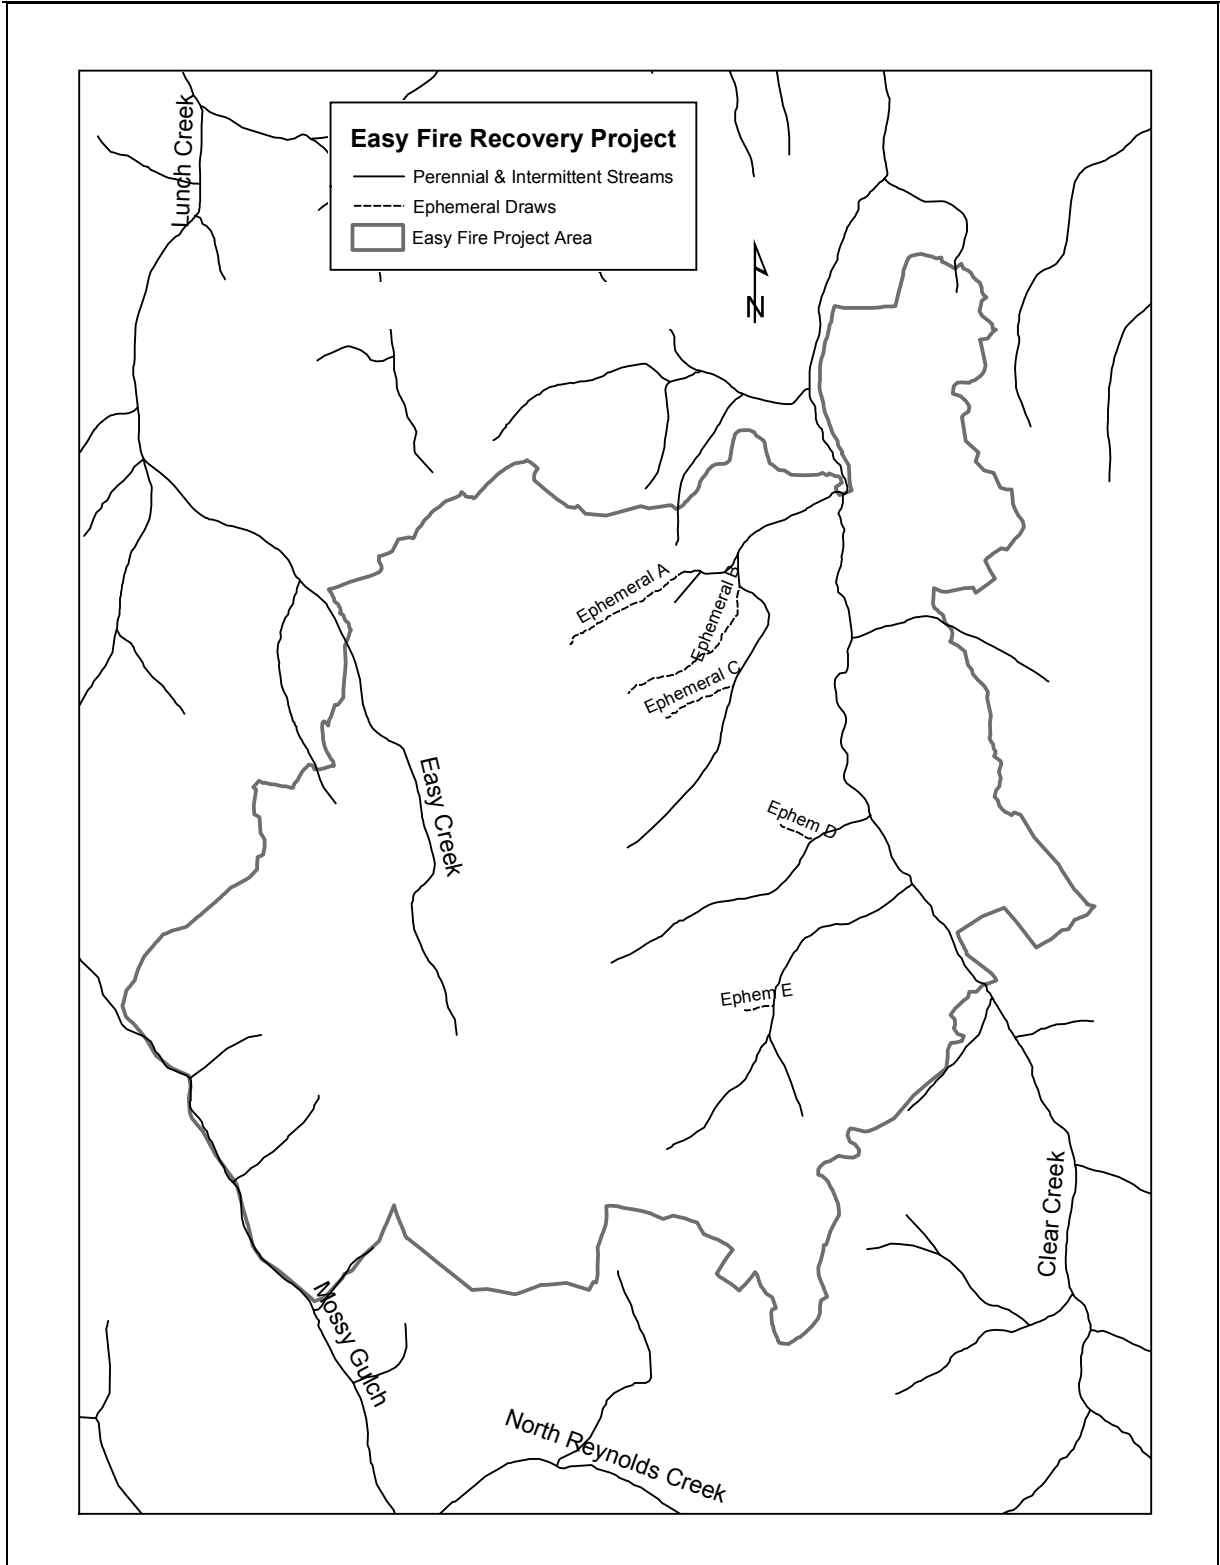 Lunch Creek
Easy Fire Recovery Project
Perennial & Intermittent Streams
Ephemeral Draws
Easy Fire Project Area
N
Ephemeral A
Ephemeral B
Ephemeral C
Easy Creek
Ephem D
Ephem E
Clear Creek
Mossy Gulch
North Reynolds Creek